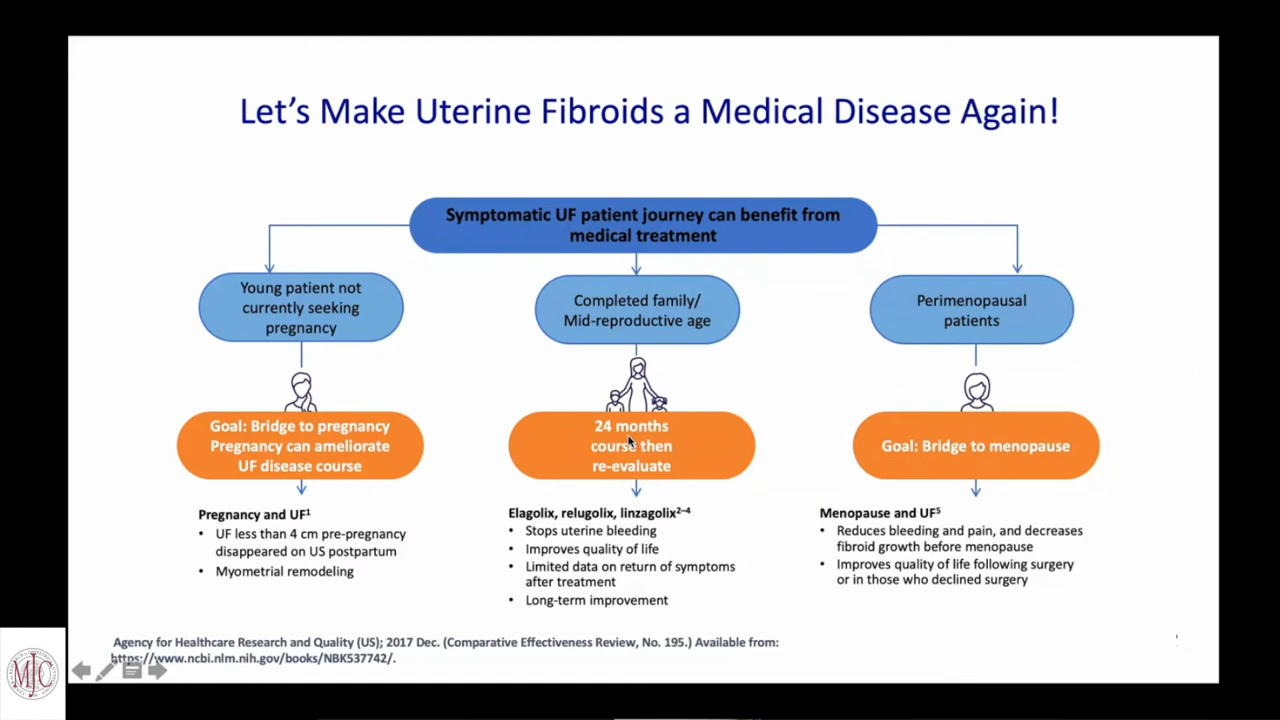 Let's Make Uterine Fibroids a Medical Disease Again!
Symptomatic UF patient journey can benefit from
medical treatment
Young patient not
currently seeking
pregnancy
Completed family/
Mid-reproductive age
Perimenopausal
patients
Goal: Bridge to pregnancy
Pregnancy can ameliorate
UF disease course
24 months
course then
re-evaluate
Goal: Bridge to menopause
Pregnancy and UF¹
• UF less than 4 cm pre-pregnancy
disappeared on US postpartum
• Myometrial remodeling
Elagolix, relugolix, linzagolix²⁻⁴
• Stops uterine bleeding
• Improves quality of life
• Limited data on return of symptoms
after treatment
• Long-term improvement
Menopause and UF⁵
• Reduces bleeding and pain, and decreases
fibroid growth before menopause
• Improves quality of life following surgery
or in those who declined surgery
Agency for Healthcare Research and Quality (US); 2017 Dec. (Comparative Effectiveness Review, No. 195.) Available from:
https://www.ncbi.nlm.nih.gov/books/NBK537742/.
MJC